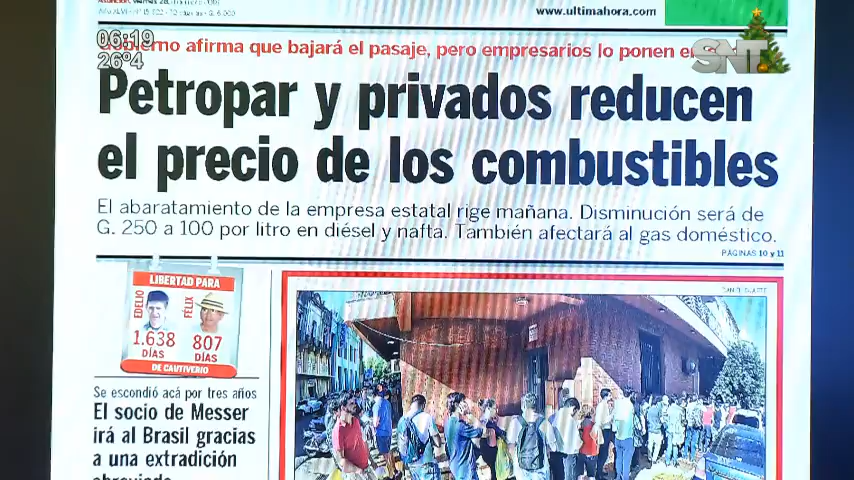 www.ultimahora.com
06:19
26°4
SNT
afirma que bajará el pasaje, pero empresarios lo ponen
Petropar y privados reducen
el precio de los combustibles
El abaratamiento de la empresa estatal rige mañana. Disminución será de
G. 250 a 100 por litro en diésel y nafta. También afectará al gas doméstico.
PÁGINAS 10 y 11
LIBERTAD PARA
EDELIO
FÉLIX
1.638
807
DÍAS
DÍAS
DE CAUTIVERIO
Se escondió acá por tres años
El socio de Messer
irá al Brasil gracias
a una extradición